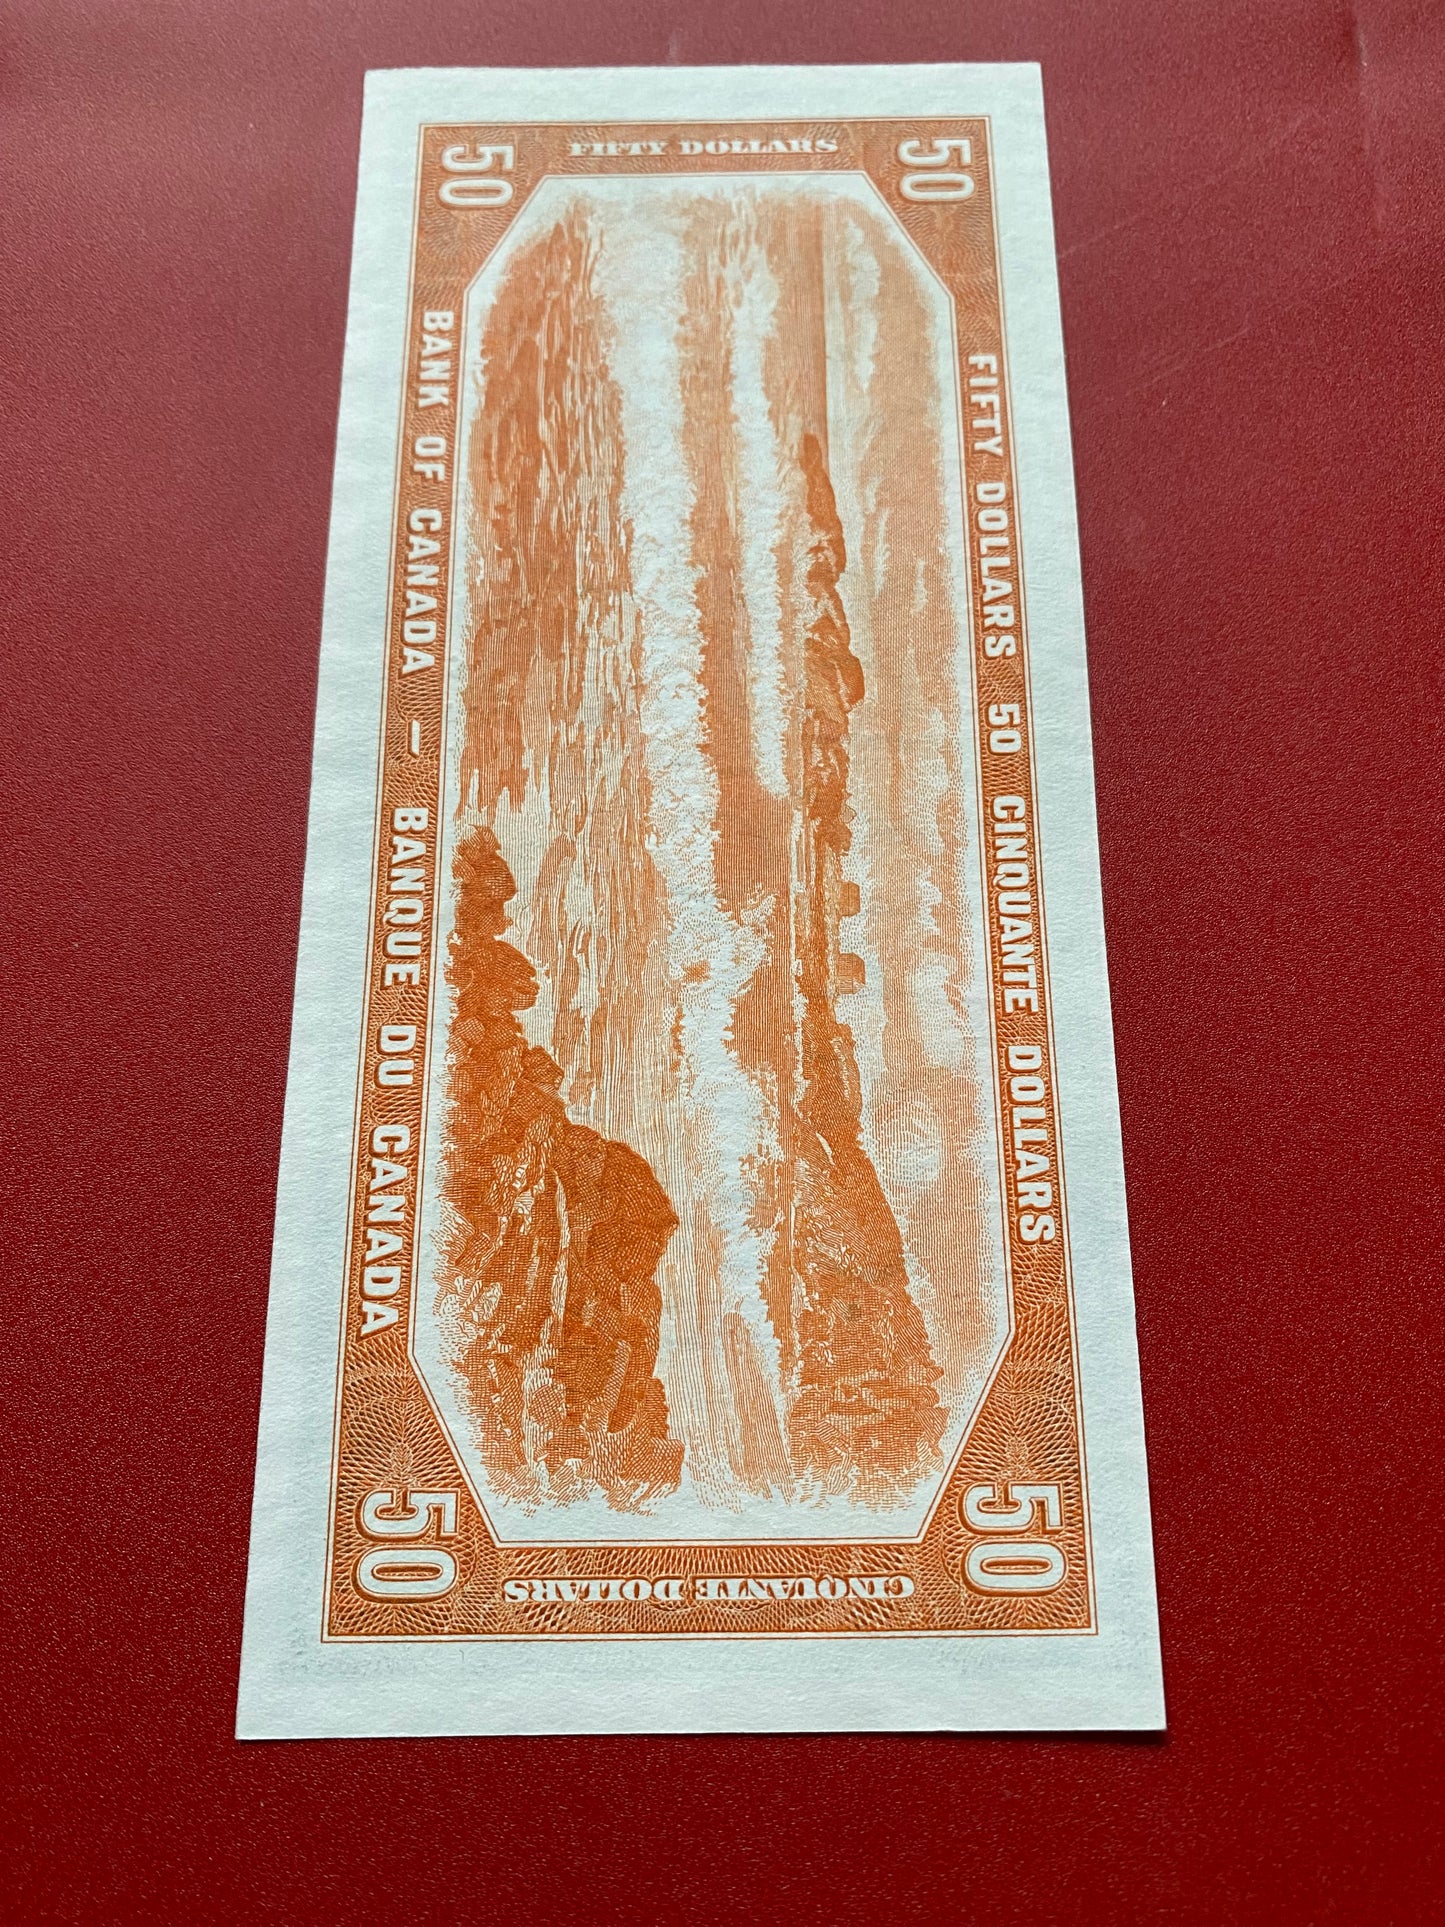 FIFTY DOLLARS 50 CINQUANTE DOLLARS
50
50
FIFTY DOLLARS
CINQUANTE DOLLARS
50
50
BANK OF CANADA – BANQUE DU CANADA